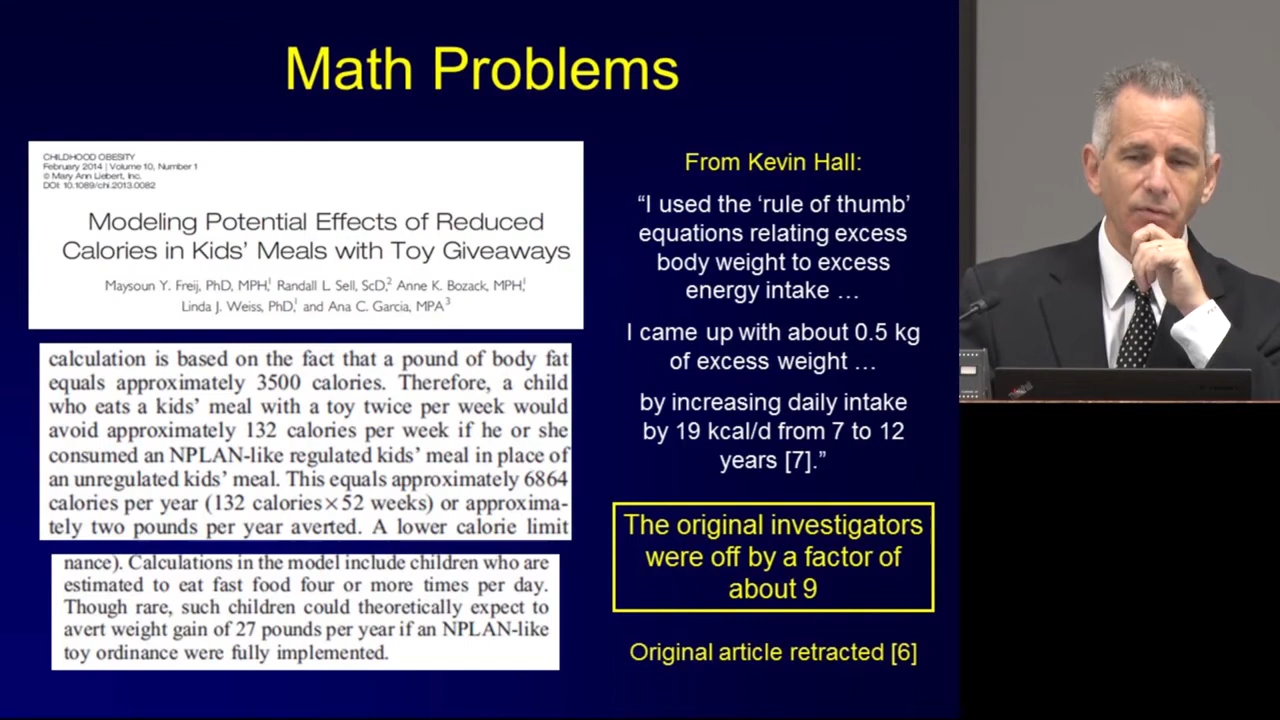 Math Problems
CHILDHOOD OBESITY
February 2014 | Volume 10, Number 1
© Mary Ann Liebert, Inc.
DOI: 10.1089/chi.2013.0082
Modeling Potential Effects of Reduced
Calories in Kids’ Meals with Toy Giveaways
Maysoun Y. Freij, PhD, MPH,1 Randall L. Sell, ScD,2 Anne K. Bozack, MPH,1
Linda J. Weiss, PhD,1 and Ana C. Garcia, MPA3
calculation is based on the fact that a pound of body fat
equals approximately 3500 calories. Therefore, a child
who eats a kids’ meal with a toy twice per week would
avoid approximately 132 calories per week if he or she
consumed an NPLAN-like regulated kids’ meal in place of
an unregulated kids’ meal. This equals approximately 6864
calories per year (132 calories×52 weeks) or approxima-
tely two pounds per year averted. A lower calorie limit
nance). Calculations in the model include children who are
estimated to eat fast food four or more times per day.
Though rare, such children could theoretically expect to
avert weight gain of 27 pounds per year if an NPLAN-like
toy ordinance were fully implemented.
From Kevin Hall:
“I used the ‘rule of thumb’
equations relating excess
body weight to excess
energy intake …
I came up with about 0.5 kg
of excess weight …
by increasing daily intake
by 19 kcal/d from 7 to 12
years [7].”
The original investigators
were off by a factor of
about 9
Original article retracted [6]